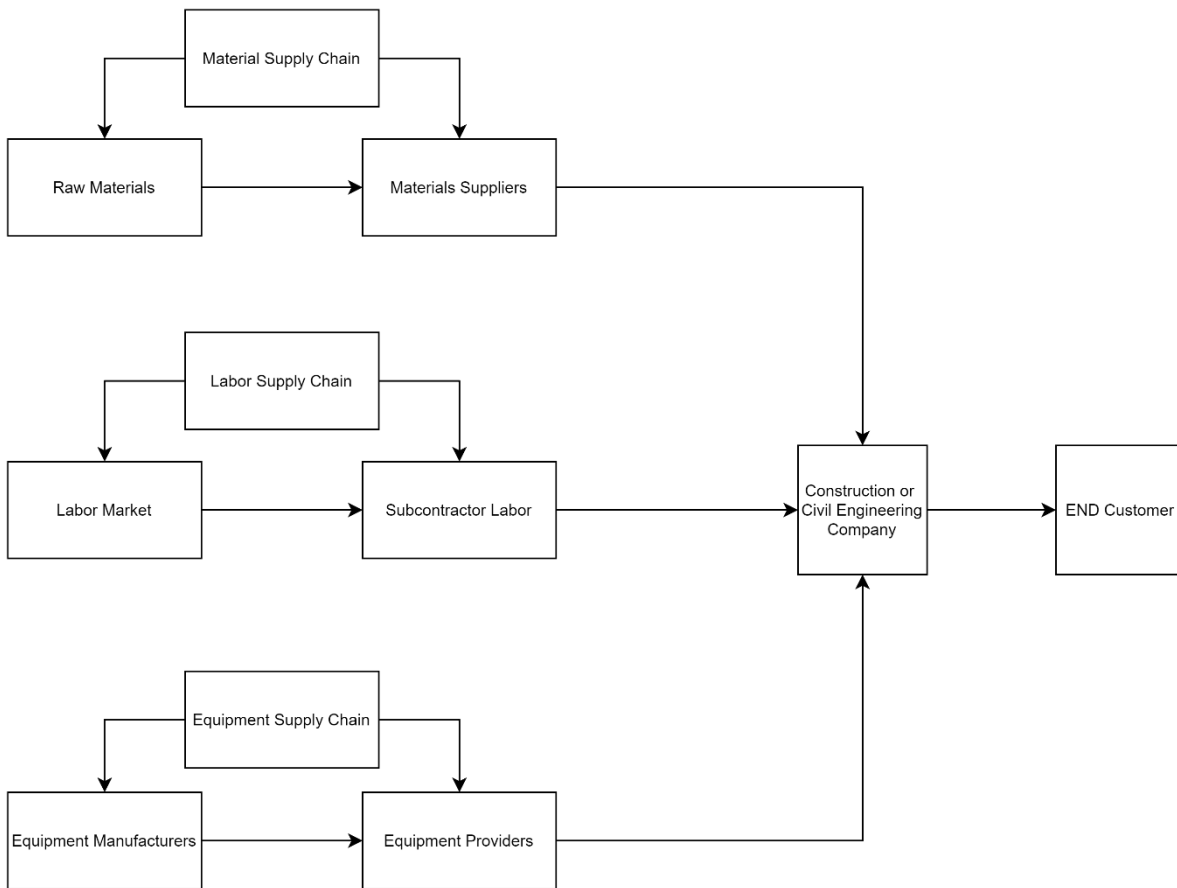 Material Supply Chain
Raw Materials
Materials Suppliers
Labor Supply Chain
Labor Market
Subcontractor Labor
Construction or
Civil Engineering
Company
END Customer
Equipment Supply Chain
Equipment Manufacturers
Equipment Providers